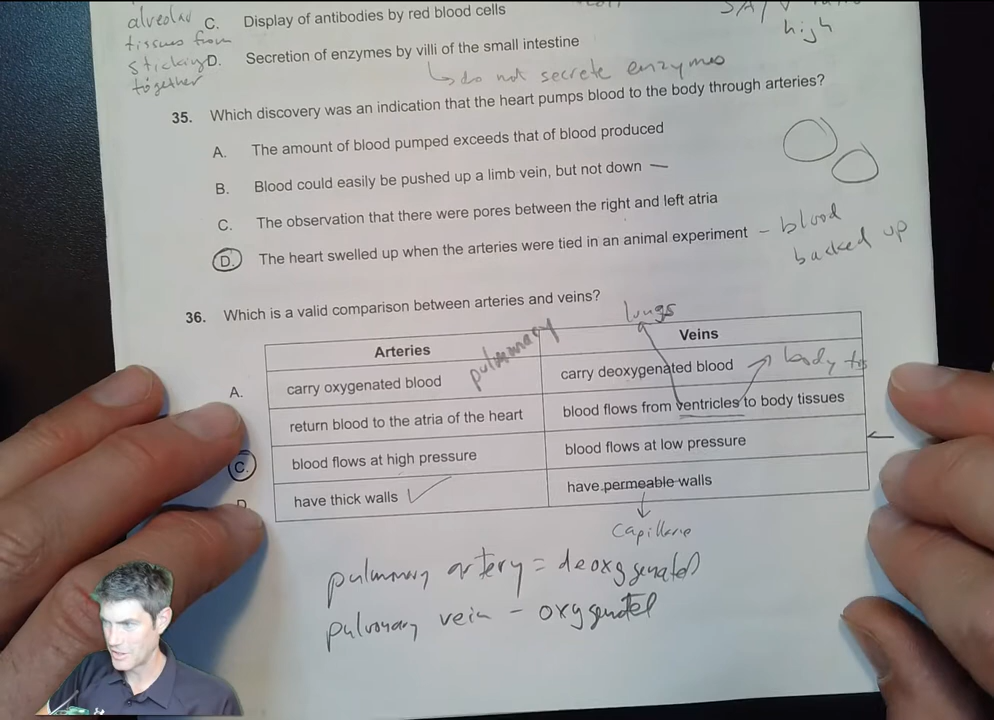 alveolar
tissues from
sticking
together
C. Display of antibodies by red blood cells
D. Secretion of enzymes by villi of the small intestine
↳ do not secrete enzymes
SA/V
high
35. Which discovery was an indication that the heart pumps blood to the body through arteries?
A. The amount of blood pumped exceeds that of blood produced
B. Blood could easily be pushed up a limb vein, but not down —
C. The observation that there were pores between the right and left atria
D. The heart swelled up when the arteries were tied in an animal experiment – blood
backed up
36. Which is a valid comparison between arteries and veins?
lungs
pulmonary
Arteries Veins
A. carry oxygenated blood carry deoxygenated blood
body
return blood to the atria of the heart blood flows from ventricles to body tissues
C. blood flows at high pressure blood flows at low pressure
D. have thick walls have permeable walls
capillarie
pulmonary artery = deoxygenated
pulmonary vein – oxygenated